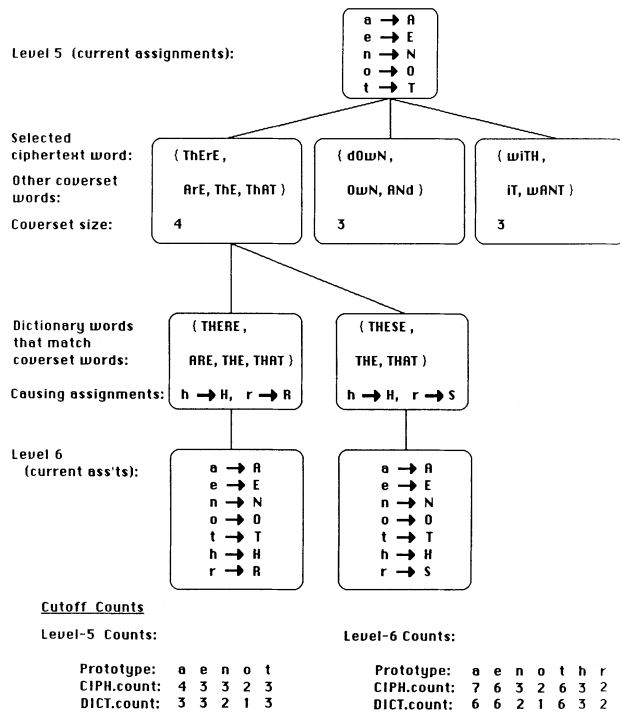 a → A
e → E
Level 5 (current assignments): n → N
o → O
t → T
Selected ciphertext word: ( ThErE, ( dOwN, ( wiTH,
Other coverset words: ArE, ThE, ThAT ) OwN, ANd ) iT, wANT )
Coverset size: 4 3 3
Dictionary words that match coverset words: ( THERE, ARE, THE, THAT ) ( THESE, THE, THAT )
Causing assignments: h → H, r → R h → H, r → S
Level 6 (current ass'ts):
a → A a → A
e → E e → E
n → N n → N
o → O o → O
t → T t → T
h → H h → H
r → R r → S
Cutoff Counts
Level-5 Counts: Level-6 Counts:
Prototype: a e n o t Prototype: a e n o t h r
CIPH.count: 4 3 3 2 3 CIPH.count: 7 6 3 2 6 3 2
DICT.count: 3 3 2 1 3 DICT.count: 6 6 2 1 6 3 2